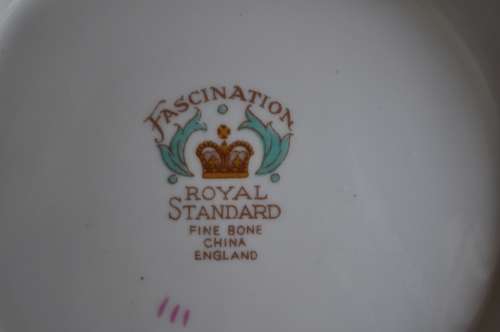 FASCINATION
ROYAL
STANDARD
FINE BONE
CHINA
ENGLAND